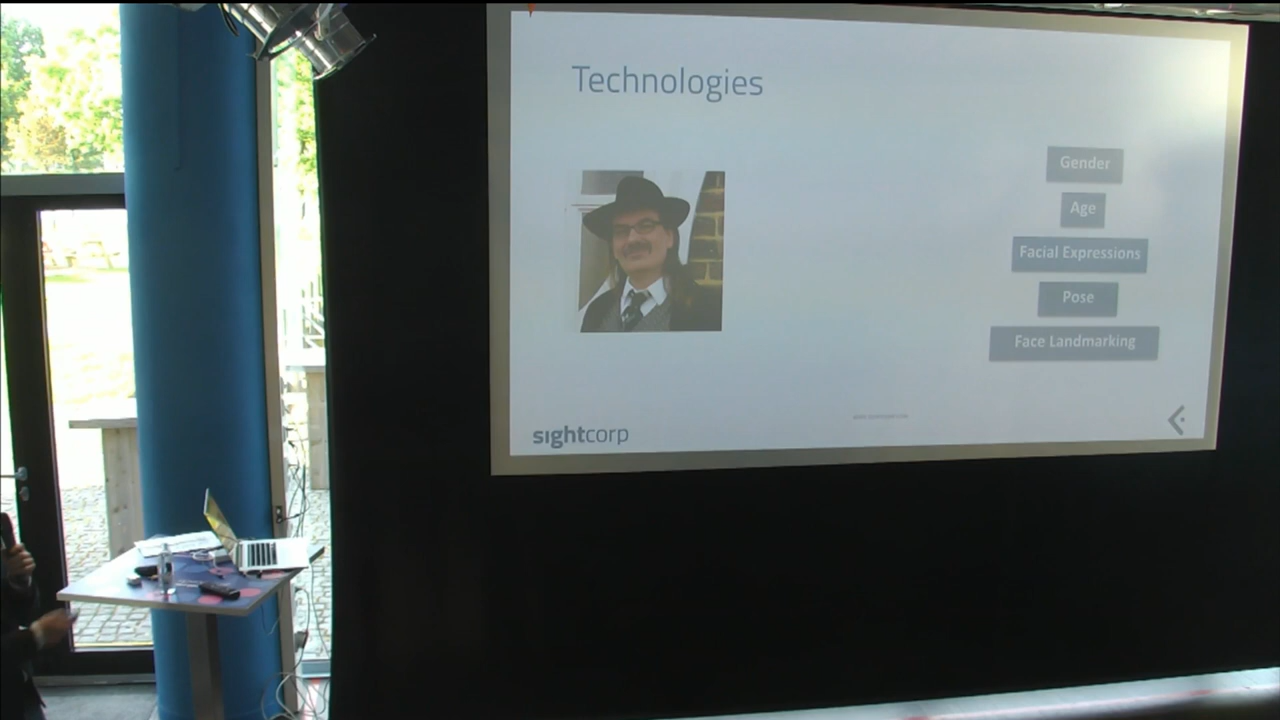 Technologies
Gender
Age
Facial Expressions
Pose
Face Landmarking
sightcorp